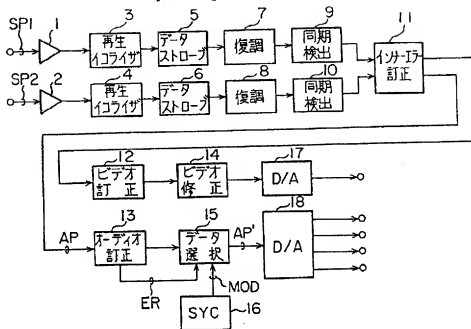 SP1
1
3
再生
イコライザ
5
データ
ストローブ
7
復調
9
同期
検出
11
インナーエラー
訂正
SP2
2
4
再生
イコライザ
6
データ
ストローブ
8
復調
10
同期
検出
12
ビデオ
訂正
14
ビデオ
修正
17
D/A
13
オーディオ
訂正
15
データ
選択
18
D/A
AP
AP'
ER
MOD
SYC
16